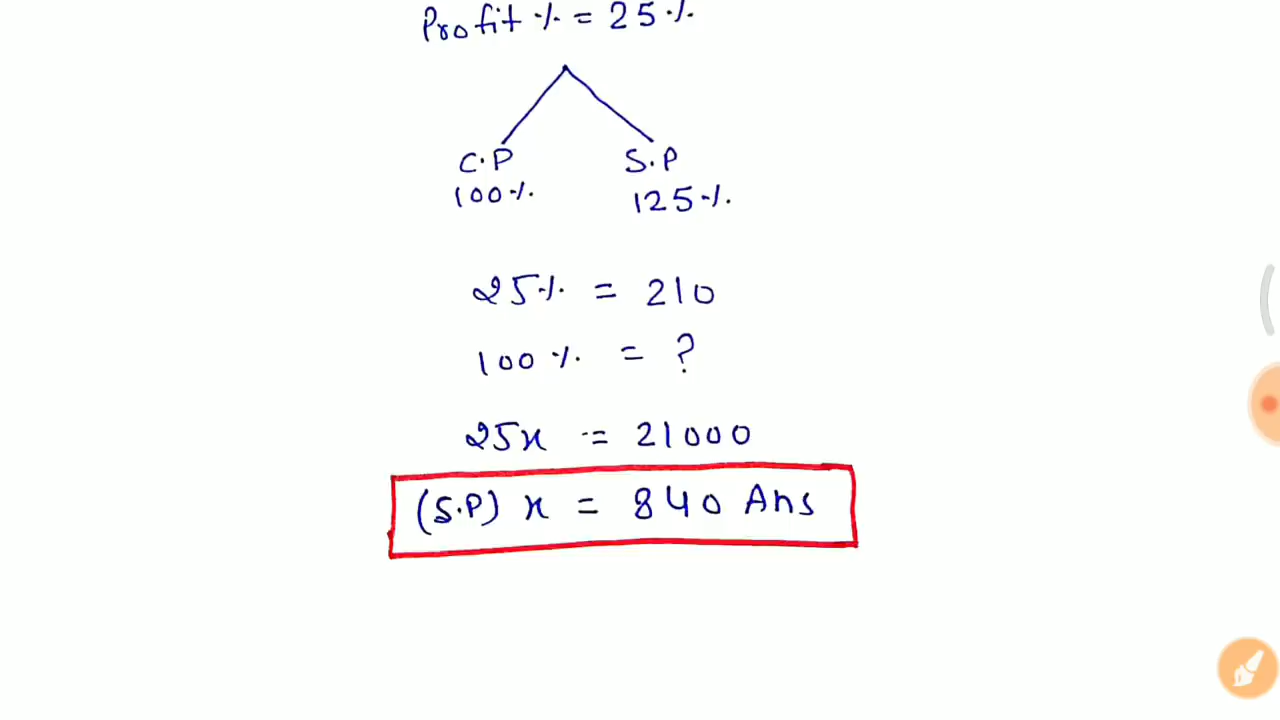 Profit % = 25%
C.P S.P
100% 125%
25% = 210
100% = ?
25x = 21000
(S.P) x = 840 Ans